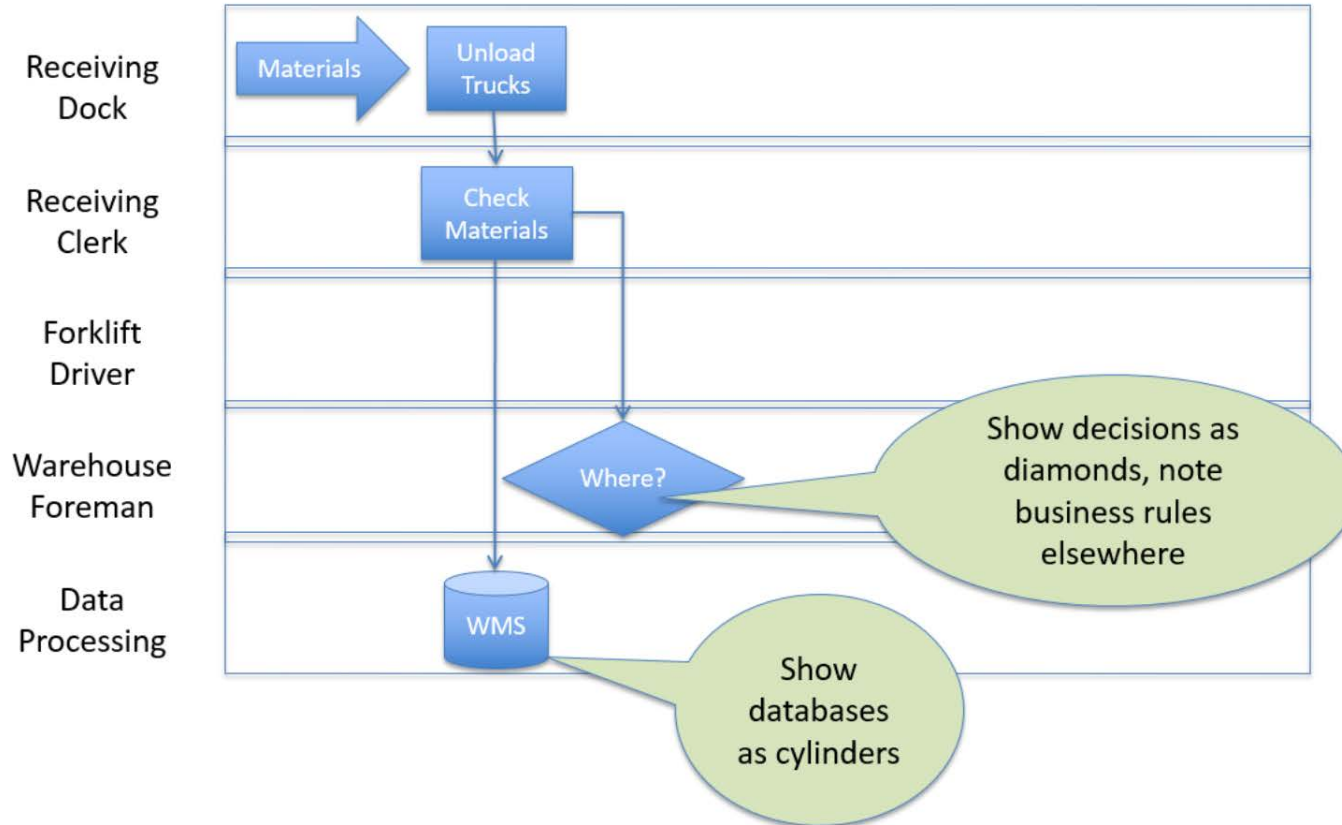 Receiving
Dock
Materials
Unload
Trucks
Receiving
Clerk
Check
Materials
Forklift
Driver
Warehouse
Foreman
Where?
Show decisions as
diamonds, note
business rules
elsewhere
Data
Processing
WMS
Show
databases
as cylinders